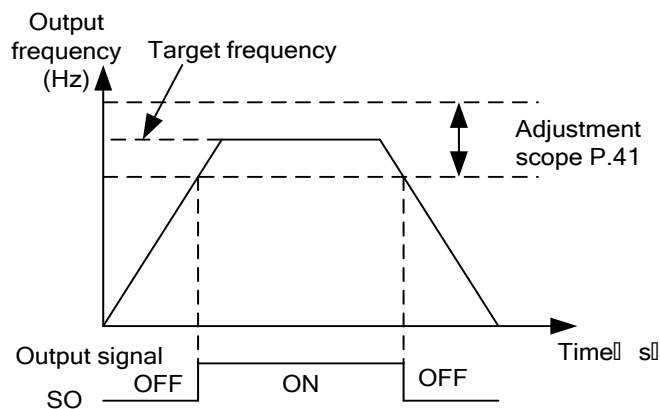 Output
frequency
(Hz)
Target frequency
Adjustment
scope P.41
Time▯ s▯
Output signal
SO
OFF
ON
OFF